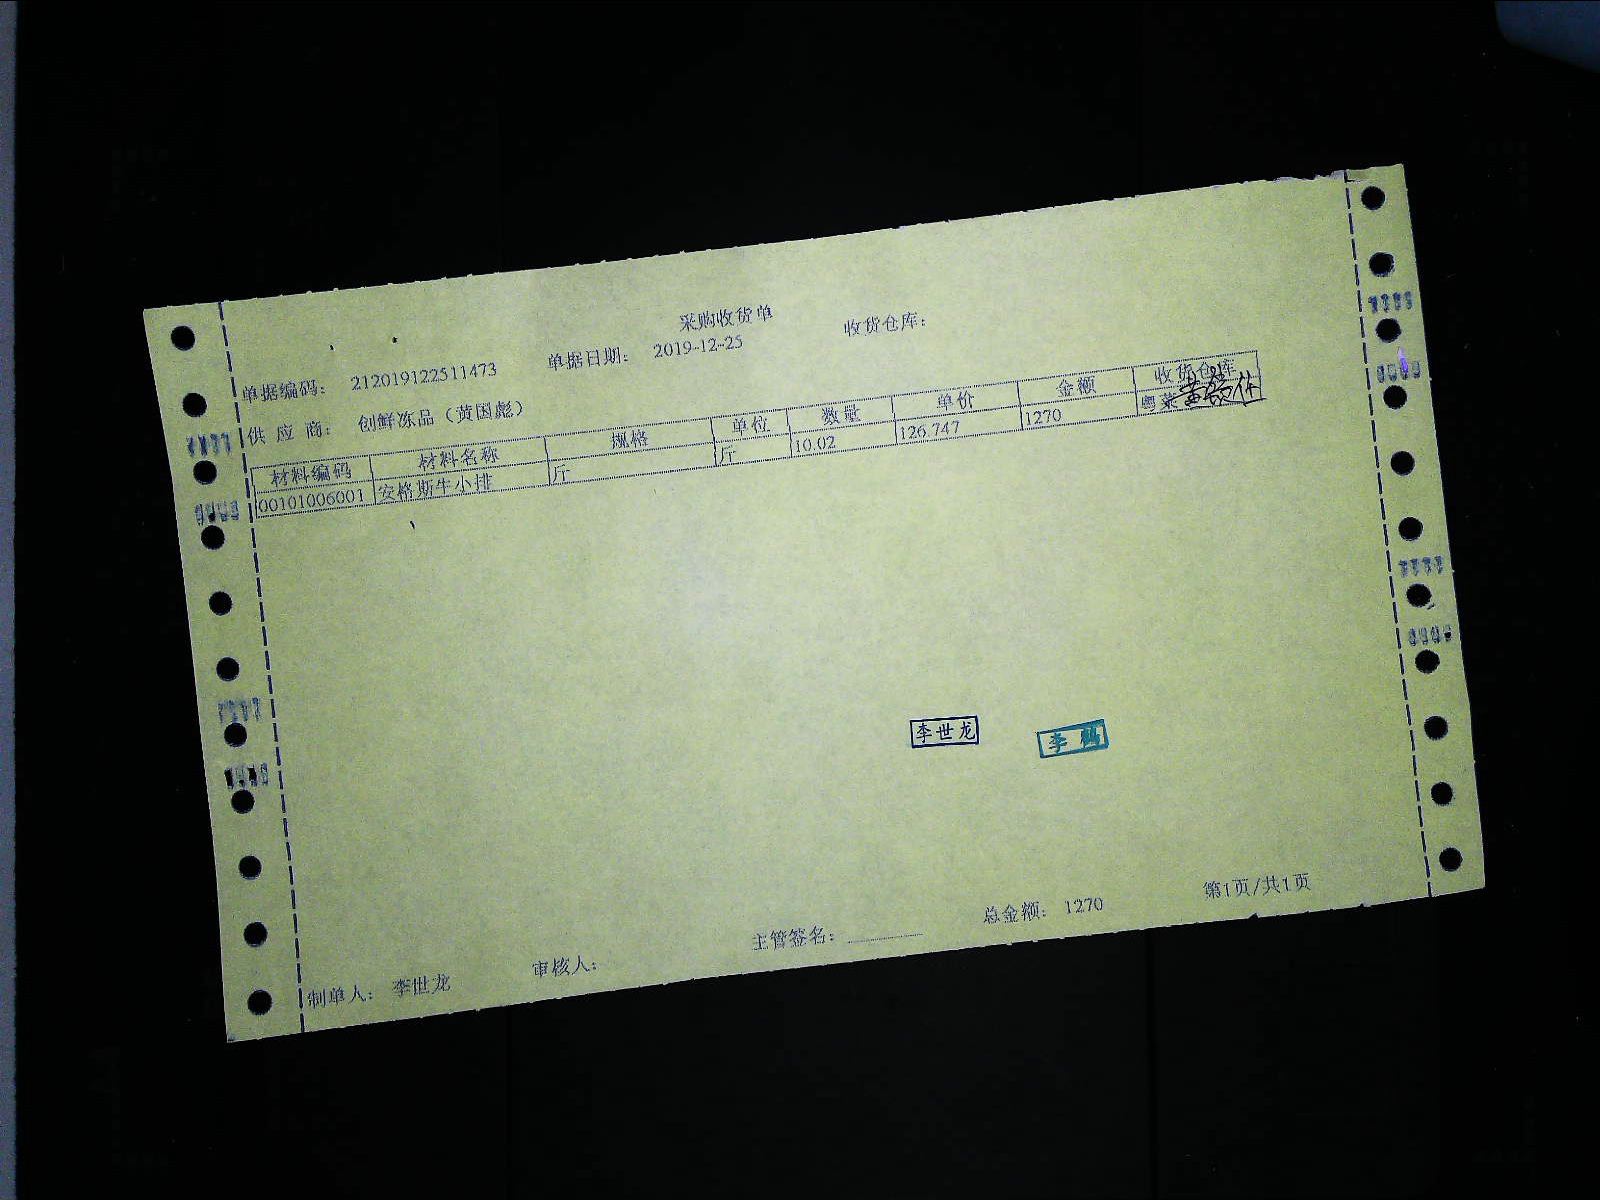 采购收货单
单据编码： 212019122511473 单据日期： 2019-12-25 收货仓库：
供 应 商： 创鲜冻品（黄国彪）
材料编码 材料名称 规格 单位 数量 单价 金额 收货仓库
00101006001 安格斯牛小排 斤 斤 10.02 126.747 1270 粤菜
李世龙 李
制单人： 李世龙 审核人： 主管签名： 总金额： 1270 第1页/共1页